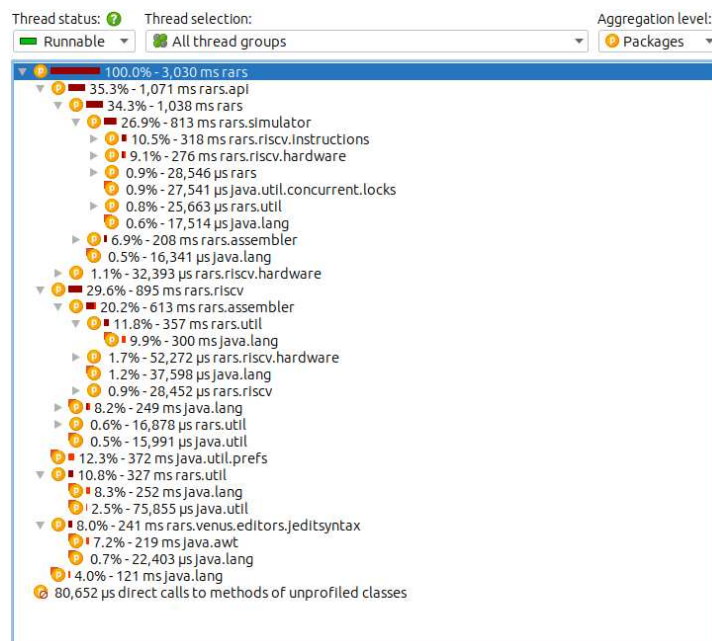 Thread status: Thread selection: Aggregation level:
Runnable All thread groups Packages
100.0% - 3,030 ms rars
35.3% - 1,071 ms rars.api
34.3% - 1,038 ms rars
26.9% - 813 ms rars.simulator
10.5% - 318 ms rars.riscv.instructions
9.1% - 276 ms rars.riscv.hardware
0.9% - 28,546 µs rars
0.9% - 27,541 µs java.util.concurrent.locks
0.8% - 25,663 µs rars.util
0.6% - 17,514 µs java.lang
6.9% - 208 ms rars.assembler
0.5% - 16,341 µs java.lang
1.1% - 32,393 µs rars.riscv.hardware
29.6% - 895 ms rars.riscv
20.2% - 613 ms rars.assembler
11.8% - 357 ms rars.util
9.9% - 300 ms java.lang
1.7% - 52,272 µs rars.riscv.hardware
1.2% - 37,598 µs java.lang
0.9% - 28,452 µs rars.riscv
8.2% - 249 ms java.lang
0.6% - 16,878 µs rars.util
0.5% - 15,991 µs java.util
12.3% - 372 ms java.util.prefs
10.8% - 327 ms rars.util
8.3% - 252 ms java.lang
2.5% - 75,855 µs java.util
8.0% - 241 ms rars.venus.editors.jeditsyntax
7.2% - 219 ms java.awt
0.7% - 22,403 µs java.lang
4.0% - 121 ms java.lang
80,652 µs direct calls to methods of unprofiled classes